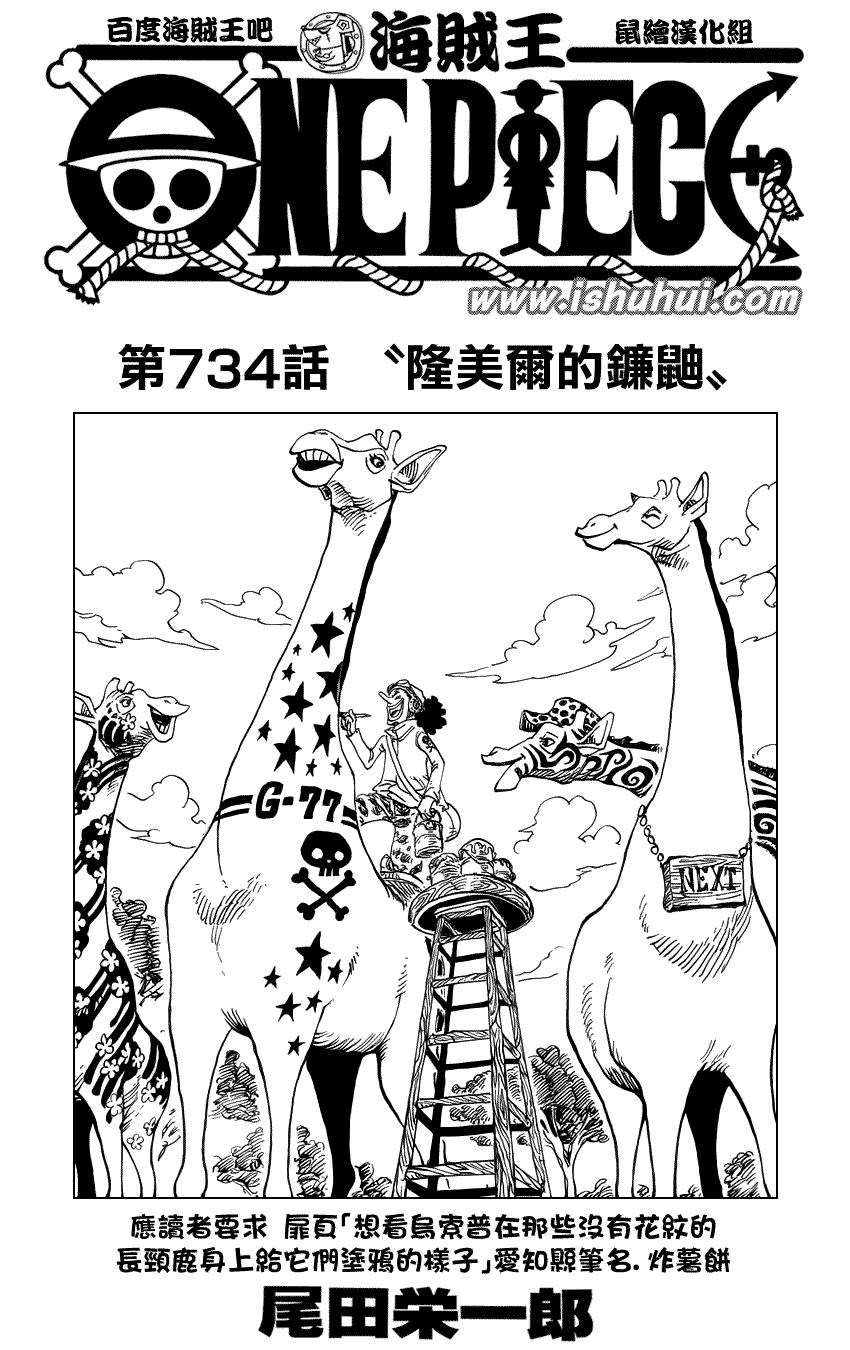 百度海賊王吧
海賊王
鼠繪漢化組
ONE PIECE
www.ishuhui.com
第734話 〝隆美爾的鐮鼬〟
G-77
NEXT
應讀者要求 扉頁「想看烏索普在那些沒有花紋的
長頸鹿身上給它們塗鴉的樣子」愛知縣筆名.炸薯餅
尾田栄一郎